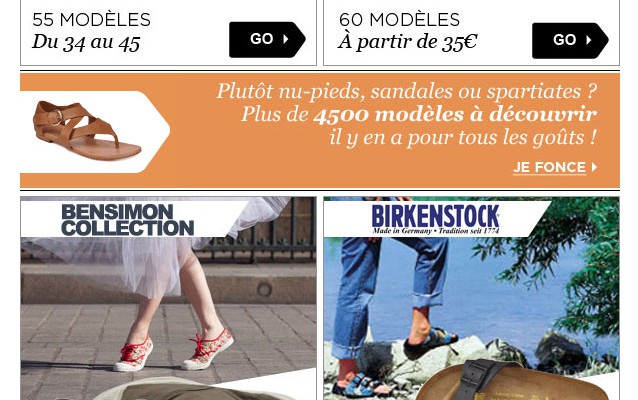 55 MODÈLES
Du 34 au 45
GO
60 MODÈLES
À partir de 35€
GO
Plutôt nu-pieds, sandales ou spartiates ?
Plus de 4500 modèles à découvrir
il y en a pour tous les goûts !
JE FONCE
BENSIMON
COLLECTION
BIRKENSTOCK
Made in Germany • Tradition seit 1774